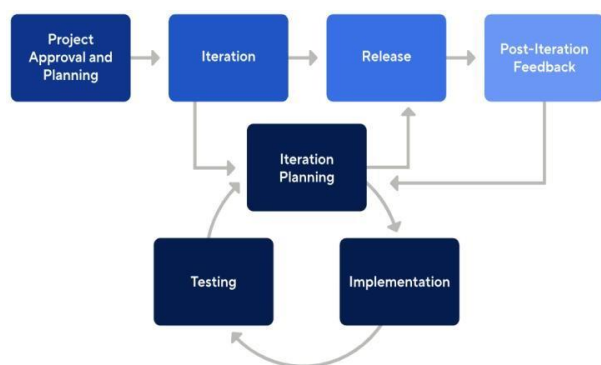 Project
Approval and
Planning
Iteration
Release
Post-Iteration
Feedback
Iteration
Planning
Testing
Implementation